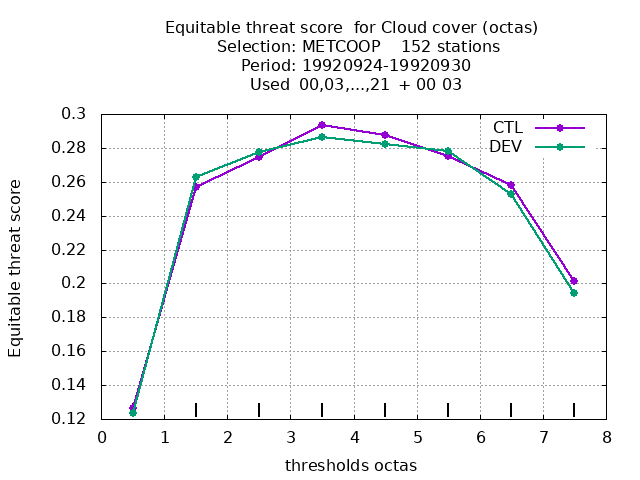 Equitable threat score  for Cloud cover (octas)
Selection: METCOOP    152 stations
Period: 19920924-19920930
Used  00,03,...,21  + 00 03
CTL
DEV
Equitable threat score
0.3
0.28
0.26
0.24
0.22
0.2
0.18
0.16
0.14
0.12
0 1 2 3 4 5 6 7 8
thresholds octas